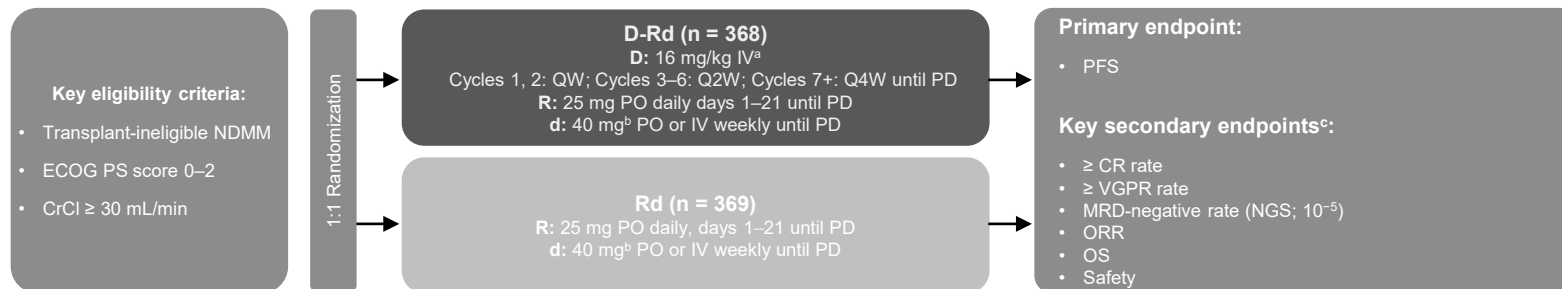 Key eligibility criteria:
• Transplant-ineligible NDMM
• ECOG PS score 0–2
• CrCl ≥ 30 mL/min
1:1 Randomization
D-Rd (n = 368)
D: 16 mg/kg IVᵃ
Cycles 1, 2: QW; Cycles 3–6: Q2W; Cycles 7+: Q4W until PD
R: 25 mg PO daily days 1–21 until PD
d: 40 mgᵇ PO or IV weekly until PD
Rd (n = 369)
R: 25 mg PO daily, days 1–21 until PD
d: 40 mgᵇ PO or IV weekly until PD
Primary endpoint:
• PFS
Key secondary endpointsᶜ:
• ≥ CR rate
• ≥ VGPR rate
• MRD-negative rate (NGS; 10⁻⁵)
• ORR
• OS
• Safety